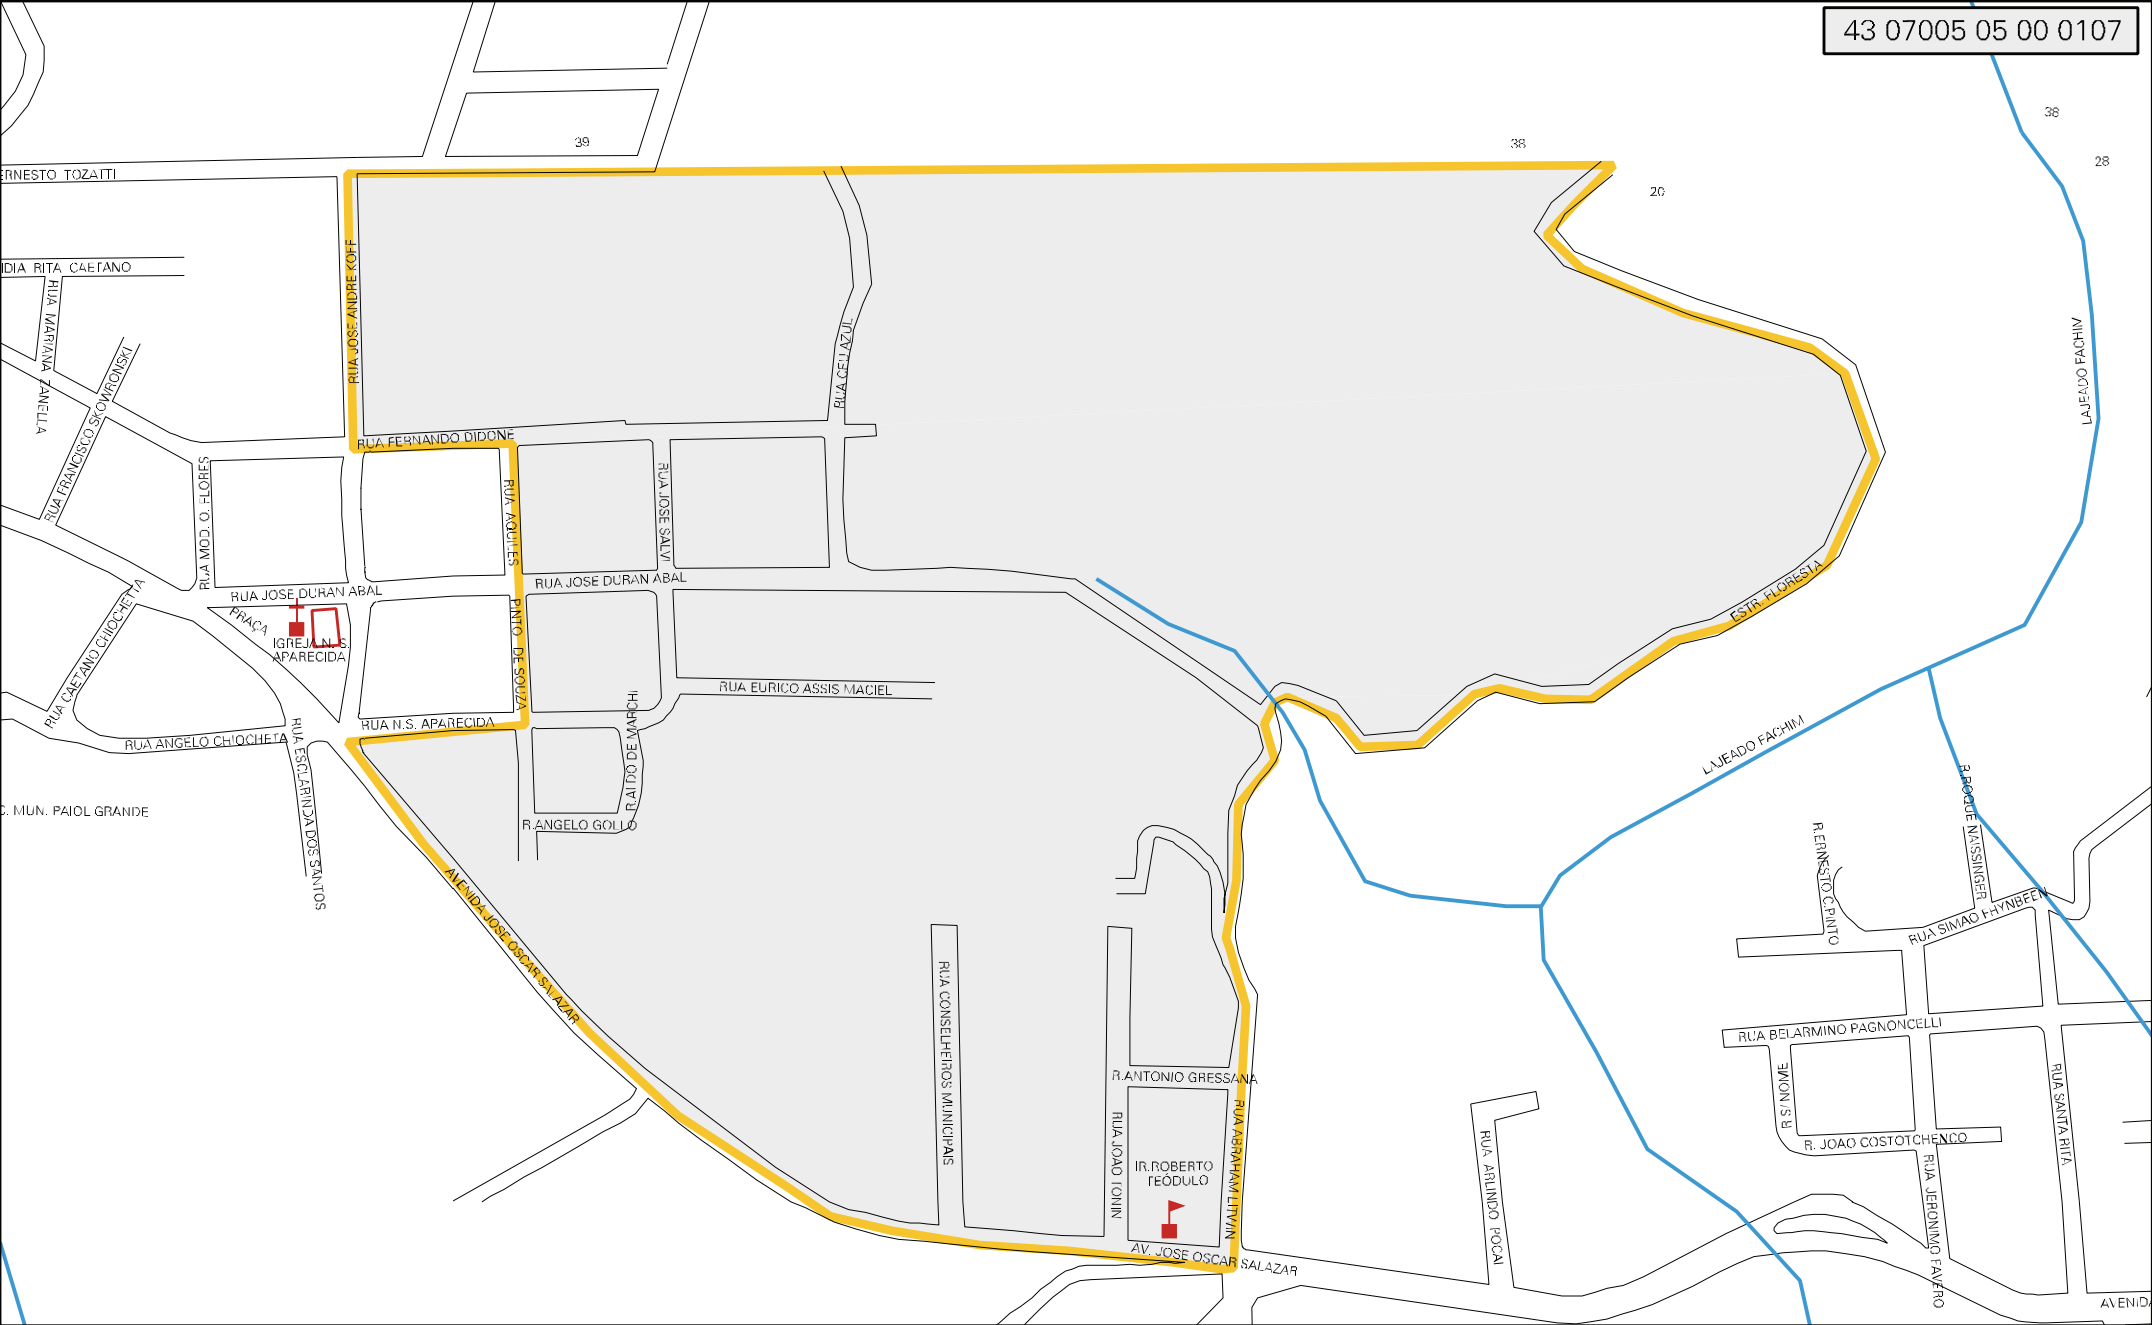 43 07005 05 00 0107
38
39
38
28
20
ERNESTO TOZATTI
IDIA RITA CAETANO
RUA JOSE ANDRE KOFF
RUA MARIANA ZANELLA
RUA CEU AZUL
LAJEADO FACHIM
RUA FRANCISCO SKOWRONSKI
RUA FERNANDO DIDONE
RUA MOD. O. FLORES
RUA AQUILES PINTO DE SOUZA
RUA JOSE SALVI
RUA JOSE DURAN ABAL
RUA JOSE DURAN ABAL
ESTR. FLORESTA
PRAÇA
IGREJA N. S.
APARECIDA
RUA CAETANO CHIOCHETTA
RUA EURICO ASSIS MACIEL
RUA N.S. APARECIDA
RUA ANGELO CHIOCHETA
R.ALDO DE MARCHI
RUA ESCLARINDA DOS SANTOS
LAJEADO FACHIM
C. MUN. PAIOL GRANDE
R.ANGELO GOLLO
R.ROQUE NAISSINGER
R.ERNESTO C.PINTO
AVENIDA JOSE OSCAR SALAZAR
RUA SIMAO FHYNBEEN
RUA CONSELHEIROS MUNICIPAIS
RUA BELARMINO PAGNONCELLI
R.ANTONIO GRESSANA
R S/ NOME
RUA SANTA RITA
RUA JOAO TONIN
RUA ABRAHAM LITVIN
RUA ARLINDO POCAI
R. JOAO COSTOTCHENCO
IR.ROBERTO
TEÓDULO
RUA JERONIMO FAVERO
AV. JOSE OSCAR SALAZAR
AVENIDA